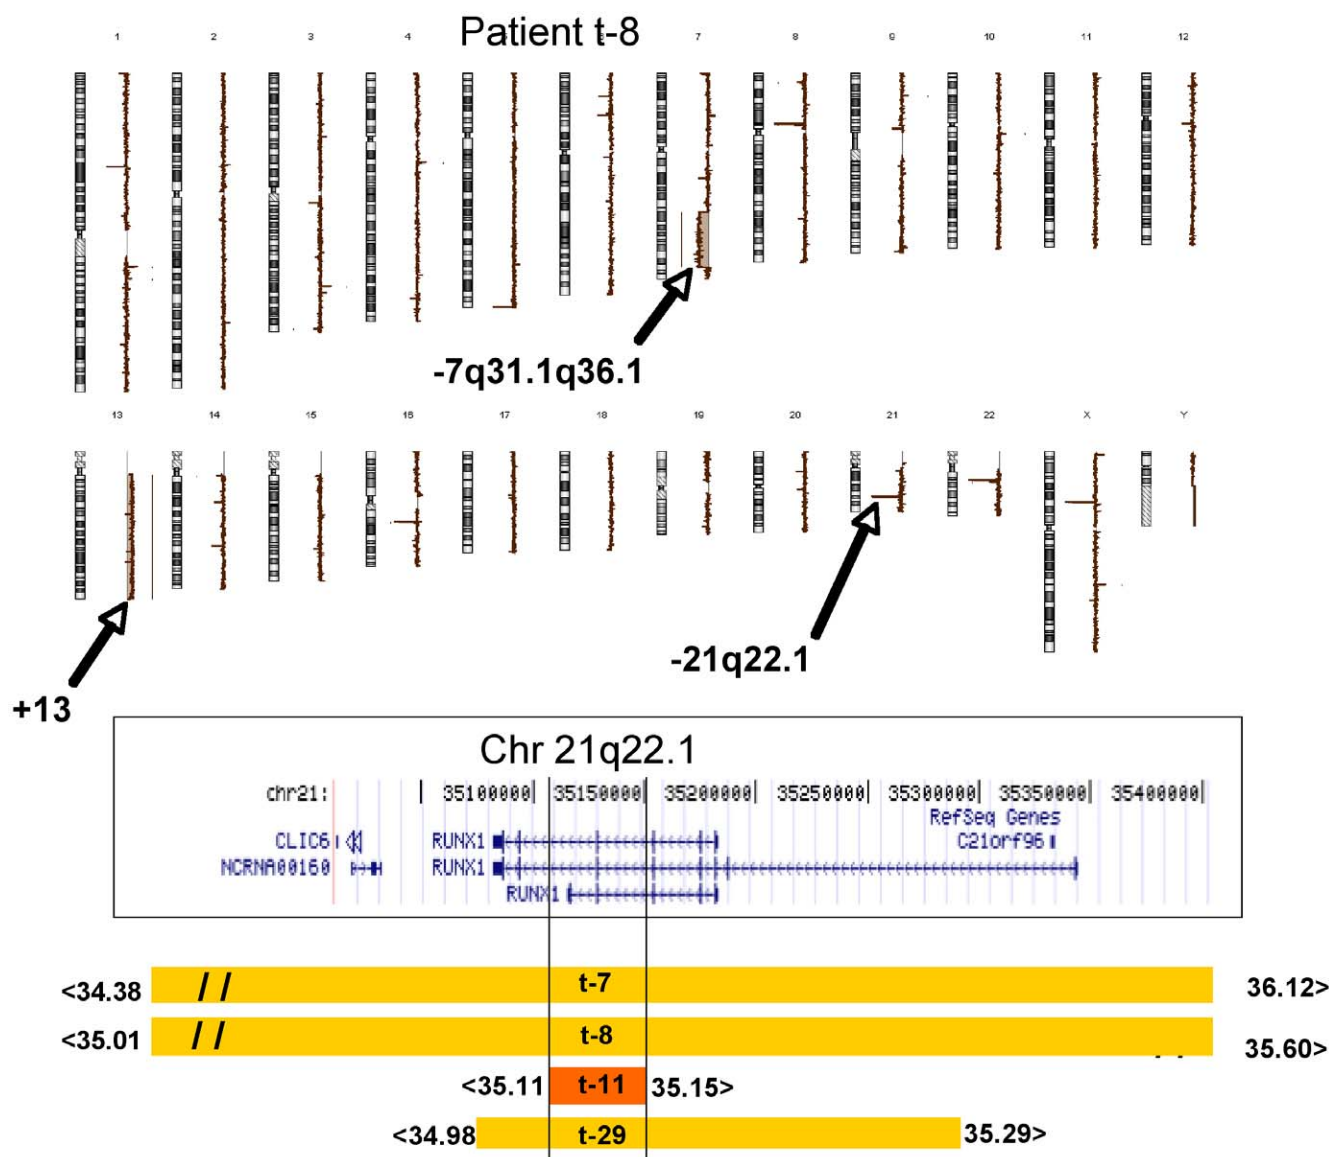 Patient t-8
1 2 3 4 7 8 9 10 11 12
-7q31.1q36.1
13 14 15 16 17 18 19 20 21 22 X Y
-21q22.1
+13
Chr 21q22.1
chr21: 35100000 35150000 35200000 35250000 35300000 35350000 35400000
RefSeq Genes
CLIC6 RUNX1 C21orf96
NCRNA00160 RUNX1
RUNX1
<34.38 t-7 36.12>
<35.01 t-8 35.60>
<35.11 t-11 35.15>
<34.98 t-29 35.29>